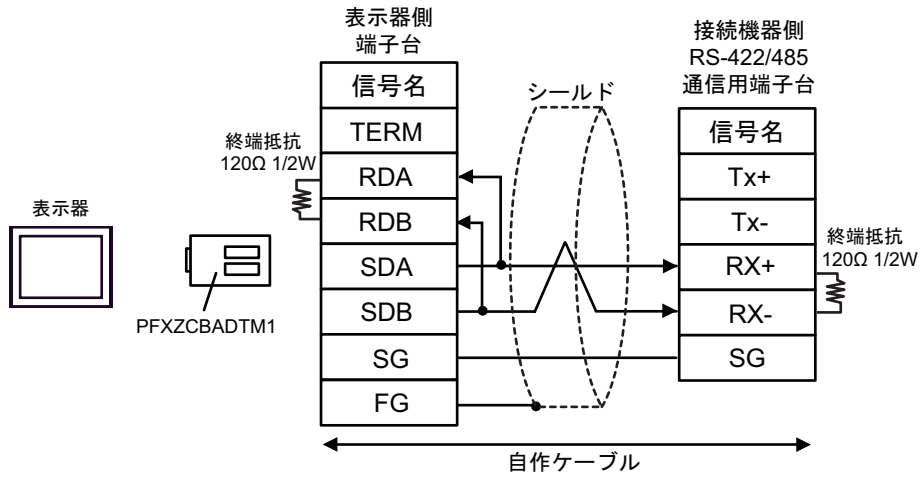 表示器側
端子台
接続機器側
RS-422/485
通信用端子台
シールド
信号名
TERM
RDA
RDB
SDA
SDB
SG
FG
信号名
Tx+
Tx-
RX+
RX-
SG
終端抵抗
120Ω 1/2W
終端抵抗
120Ω 1/2W
表示器
PFXZCBADTM1
自作ケーブル